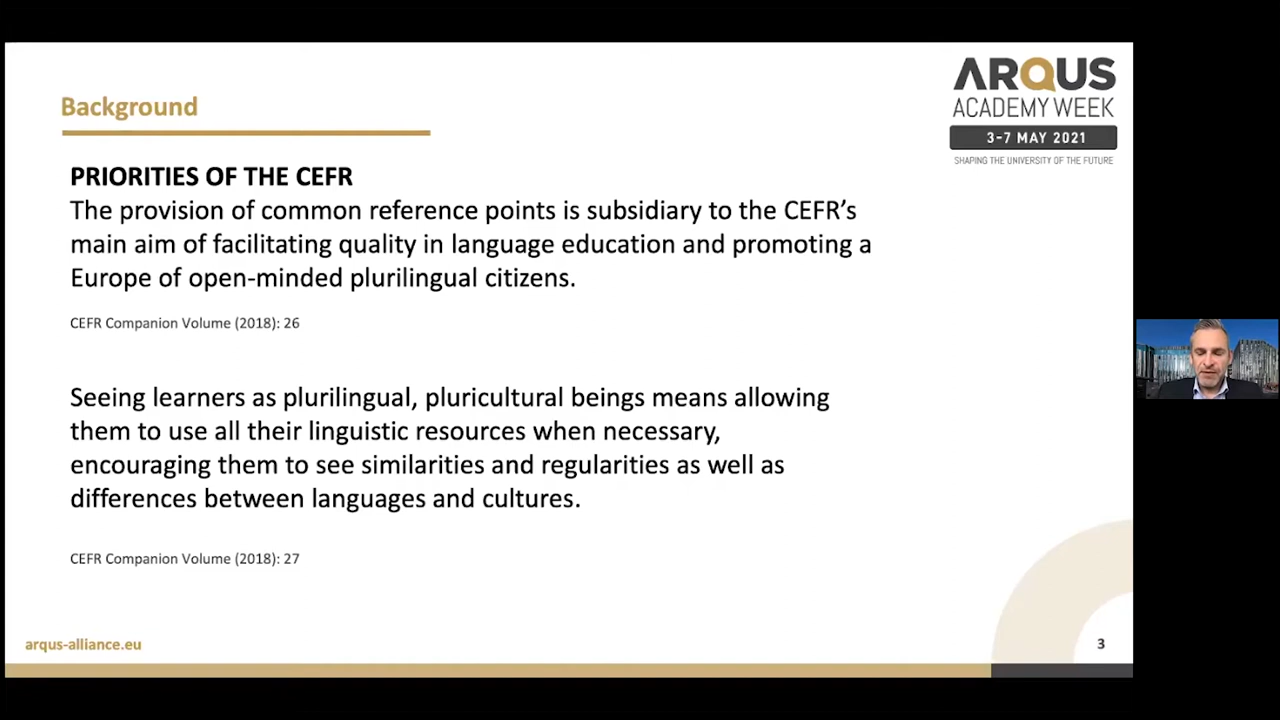 Background
ARQUS
ACADEMY WEEK
3-7 MAY 2021
SHAPING THE UNIVERSITY OF THE FUTURE
PRIORITIES OF THE CEFR
The provision of common reference points is subsidiary to the CEFR’s
main aim of facilitating quality in language education and promoting a
Europe of open-minded plurilingual citizens.
CEFR Companion Volume (2018): 26
Seeing learners as plurilingual, pluricultural beings means allowing
them to use all their linguistic resources when necessary,
encouraging them to see similarities and regularities as well as
differences between languages and cultures.
CEFR Companion Volume (2018): 27
arqus-alliance.eu
3